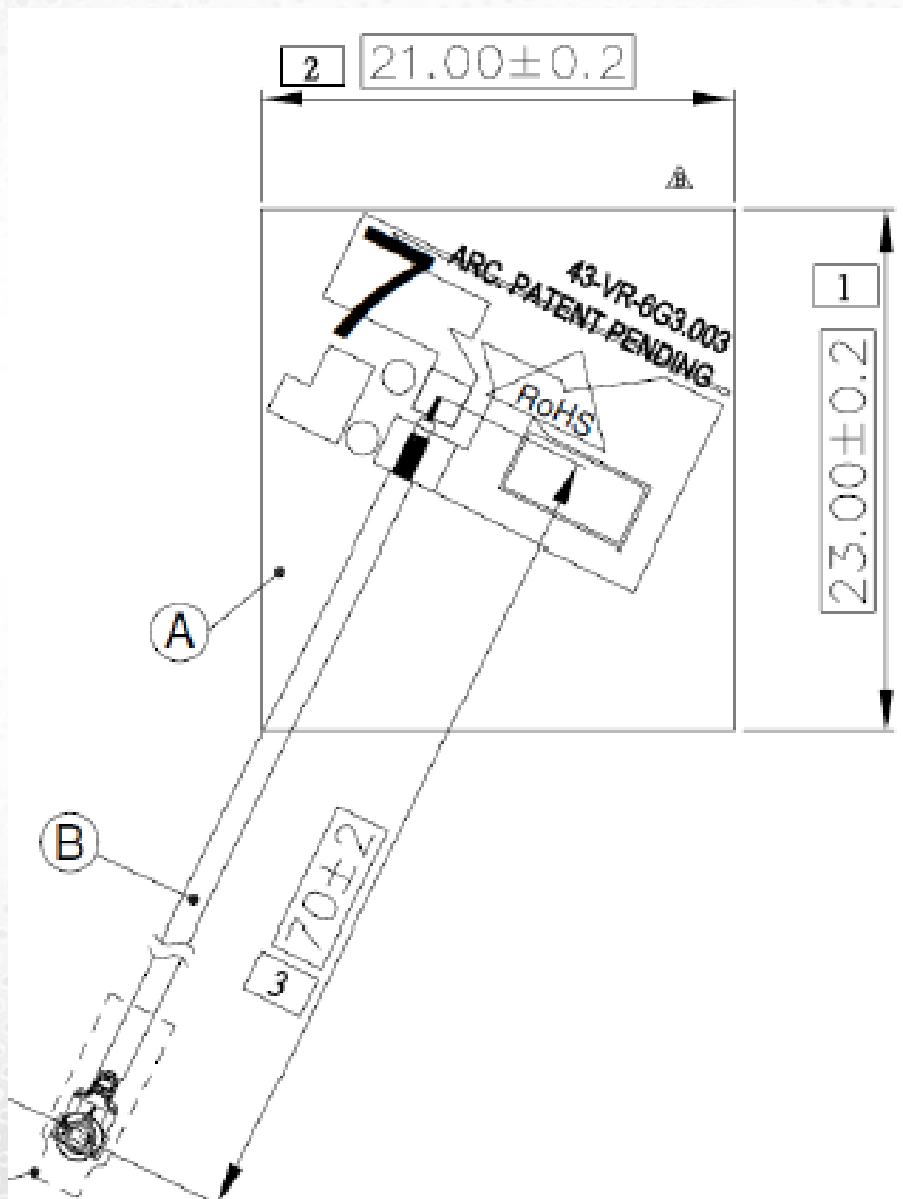 2 21.00±0.2
B
7
43-VR-6G3.003
ARC. PATENT PENDING
1
23.00±0.2
RoHS
A
B
70±2
3